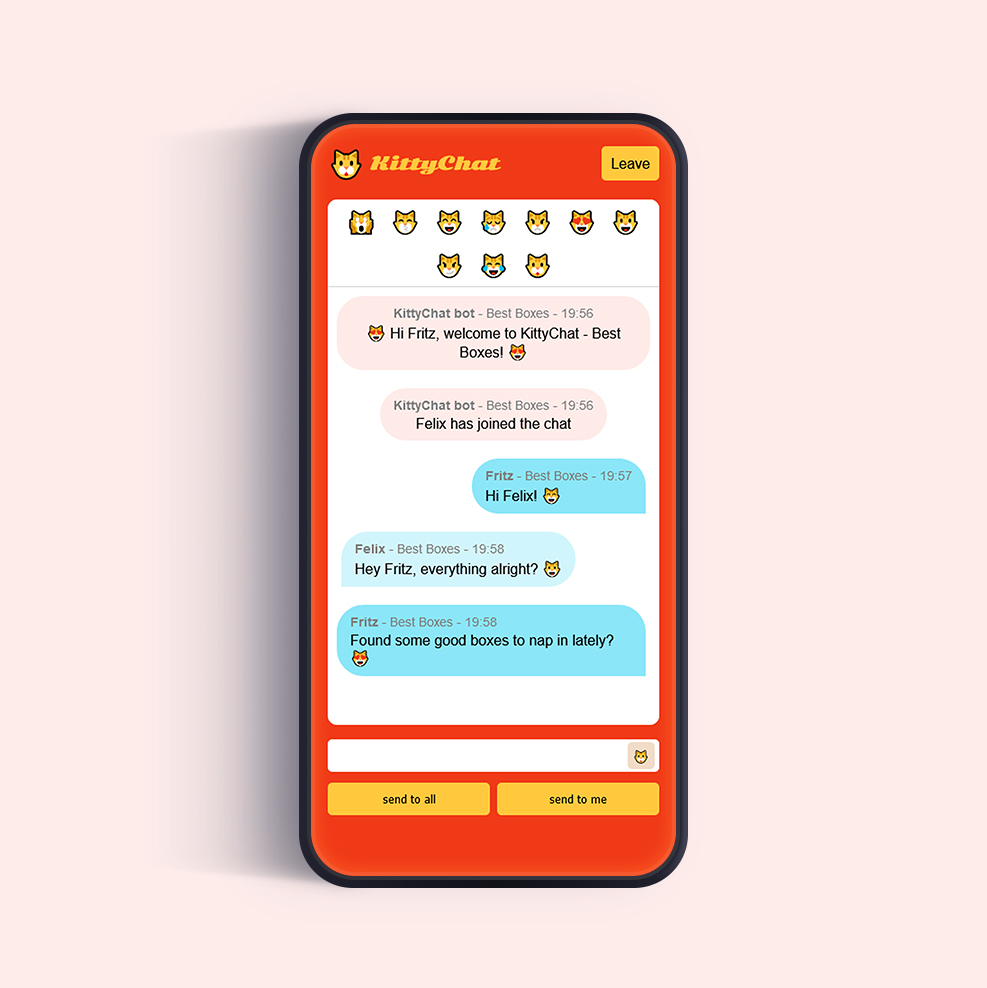 KittyChat
Leave
KittyChat bot - Best Boxes - 19:56
😻 Hi Fritz, welcome to KittyChat - Best
Boxes! 😻
KittyChat bot - Best Boxes - 19:56
Felix has joined the chat
Fritz - Best Boxes - 19:57
Hi Felix! 😸
Felix - Best Boxes - 19:58
Hey Fritz, everything alright? 😺
Fritz - Best Boxes - 19:58
Found some good boxes to nap in lately?
😻
send to all
send to me